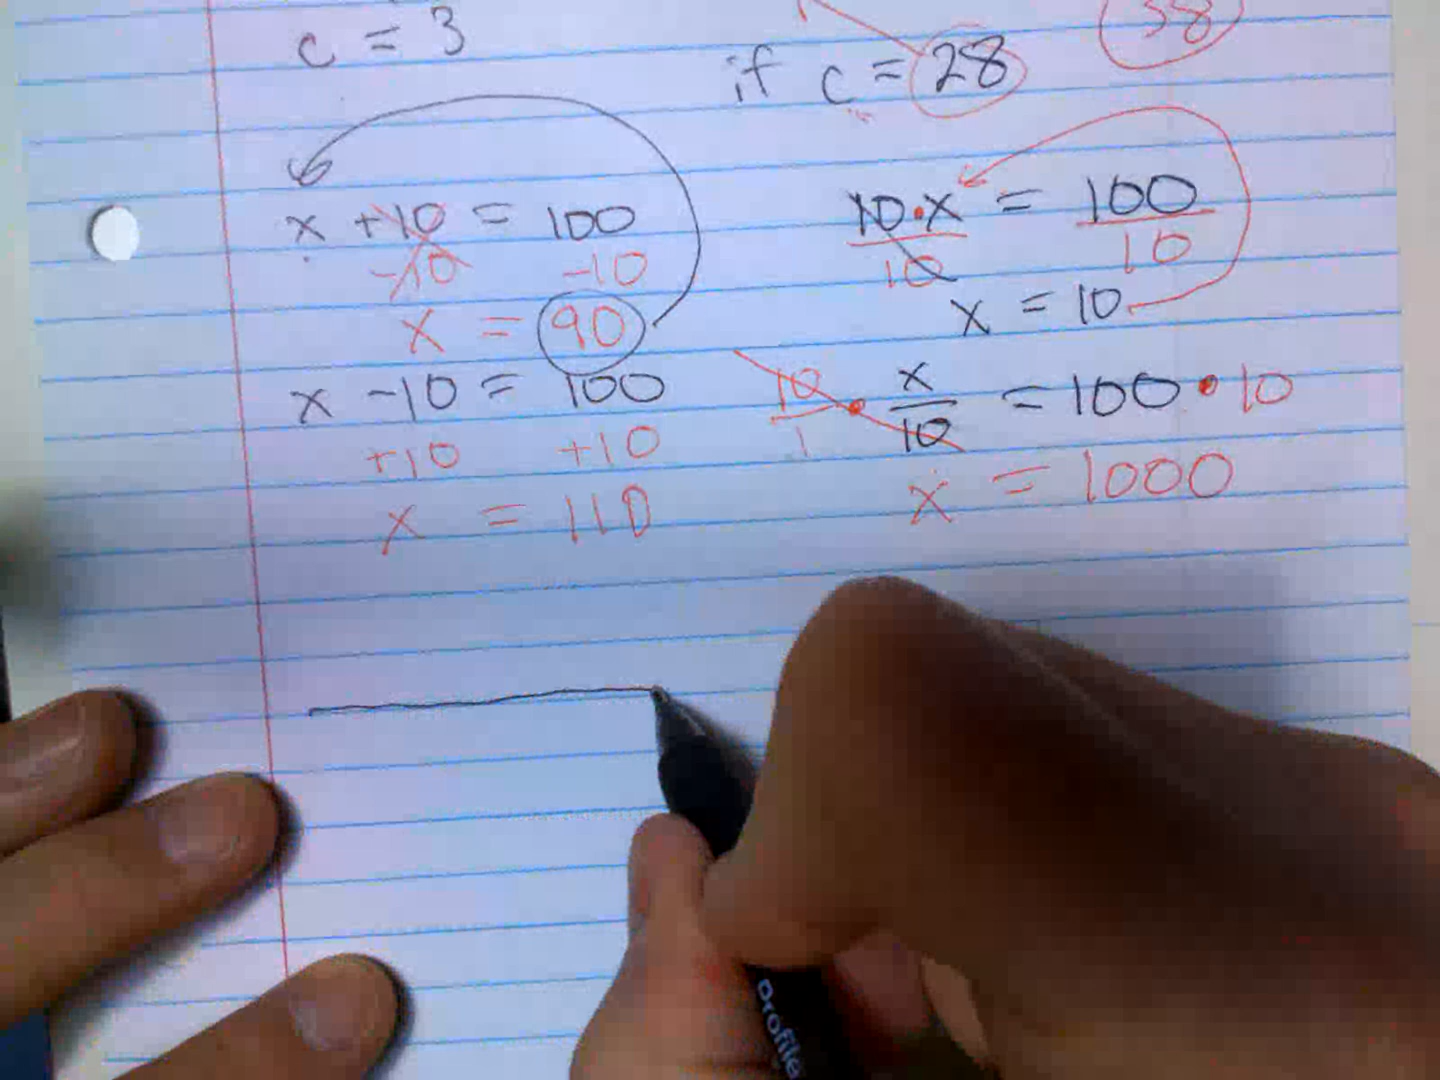 c = 3
38
if c = 28
x + 10 = 100
-10 -10
x = 90
x - 10 = 100
+10 +10
x = 110
10 • x = 100
10 10
x = 10
10/1 • x/10 = 100 • 10
x = 1000
Profile